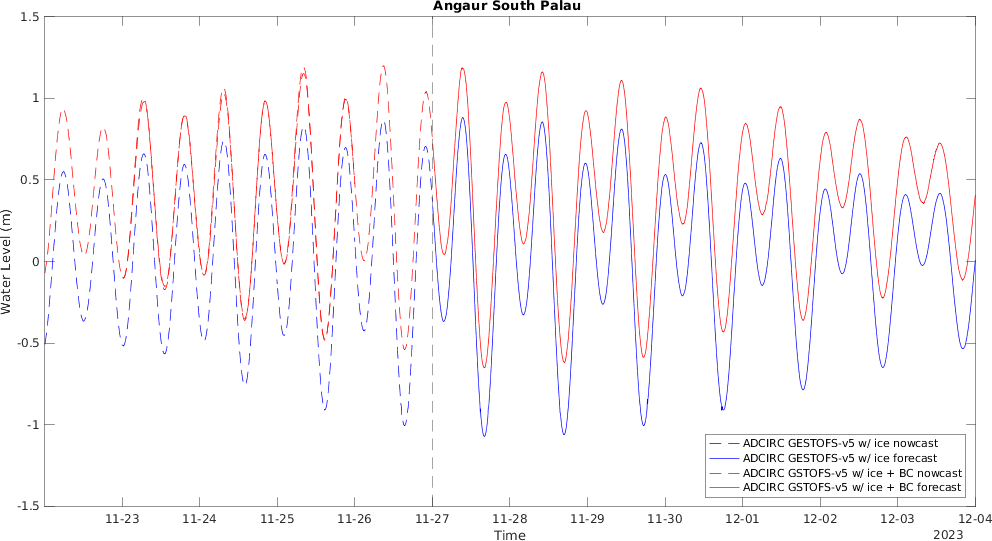 Angaur South Palau
1.5
1
0.5
0
-0.5
-1
-1.5
Water Level (m)
11-23 11-24 11-25 11-26 11-27 11-28 11-29 11-30 12-01 12-02 12-03 12-04
Time
2023
ADCIRC GESTOFS-v5 w/ ice nowcast
ADCIRC GESTOFS-v5 w/ ice forecast
ADCIRC GSTOFS-v5 w/ ice + BC nowcast
ADCIRC GSTOFS-v5 w/ ice + BC forecast